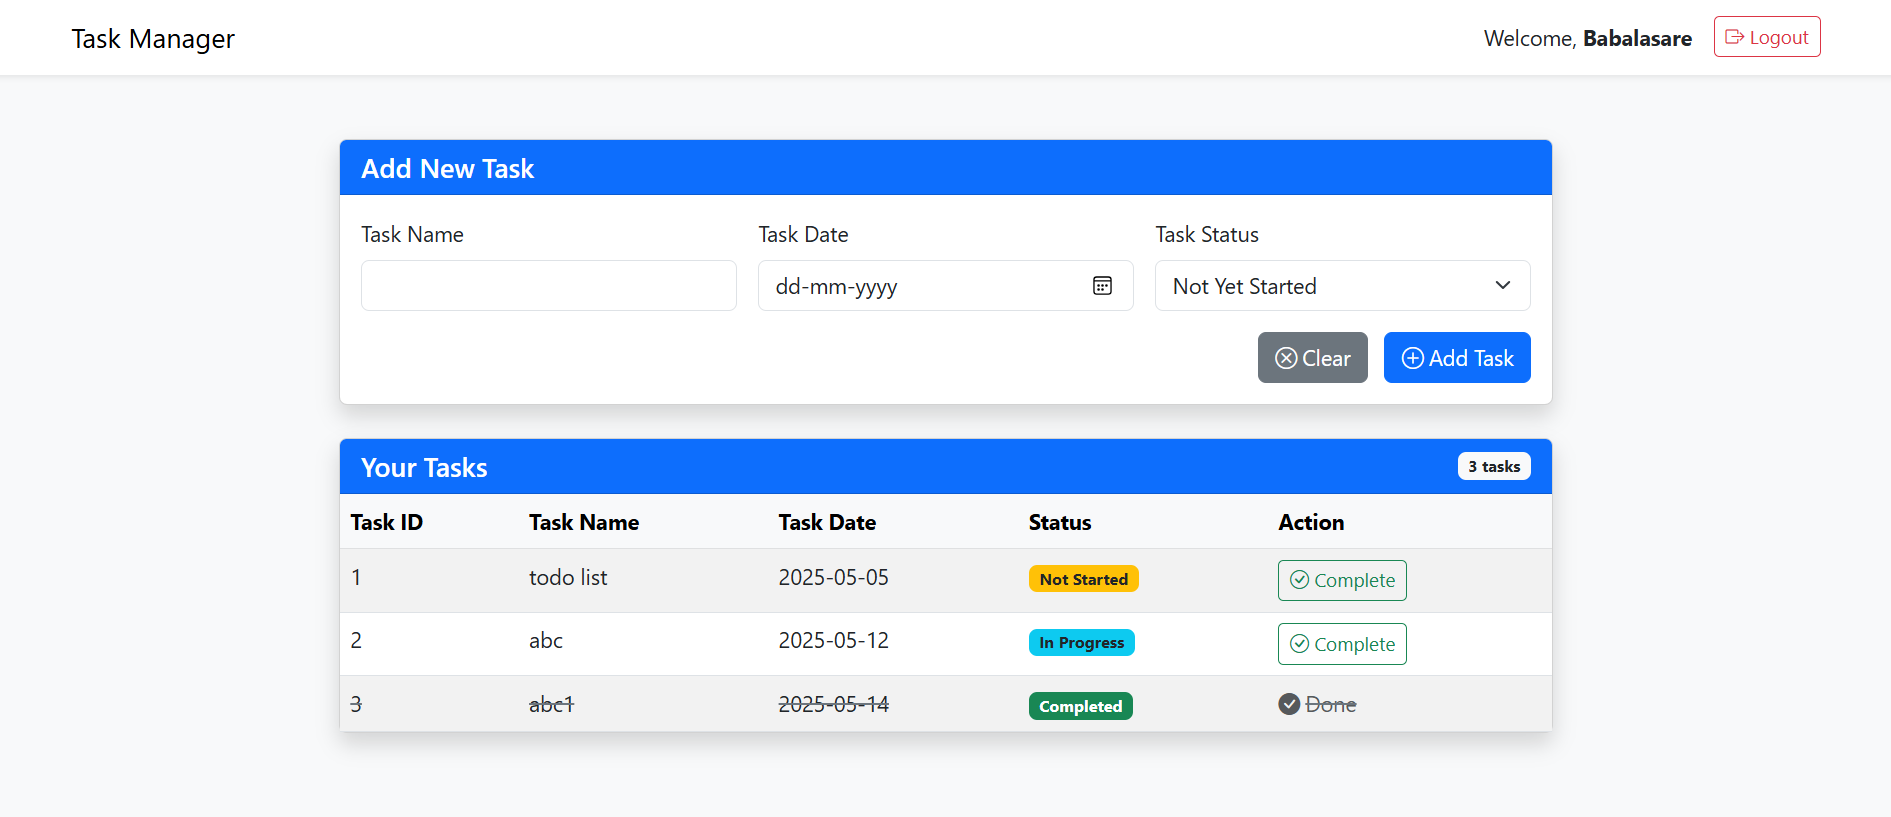 Task Manager
Welcome, Babalasare
Logout
Add New Task
Task Name
Task Date
Task Status
dd-mm-yyyy
Not Yet Started
Clear
Add Task
Your Tasks
3 tasks
Task ID Task Name Task Date Status Action
1 todo list 2025-05-05 Not Started Complete
2 abc 2025-05-12 In Progress Complete
3 abc1 2025-05-14 Completed Done